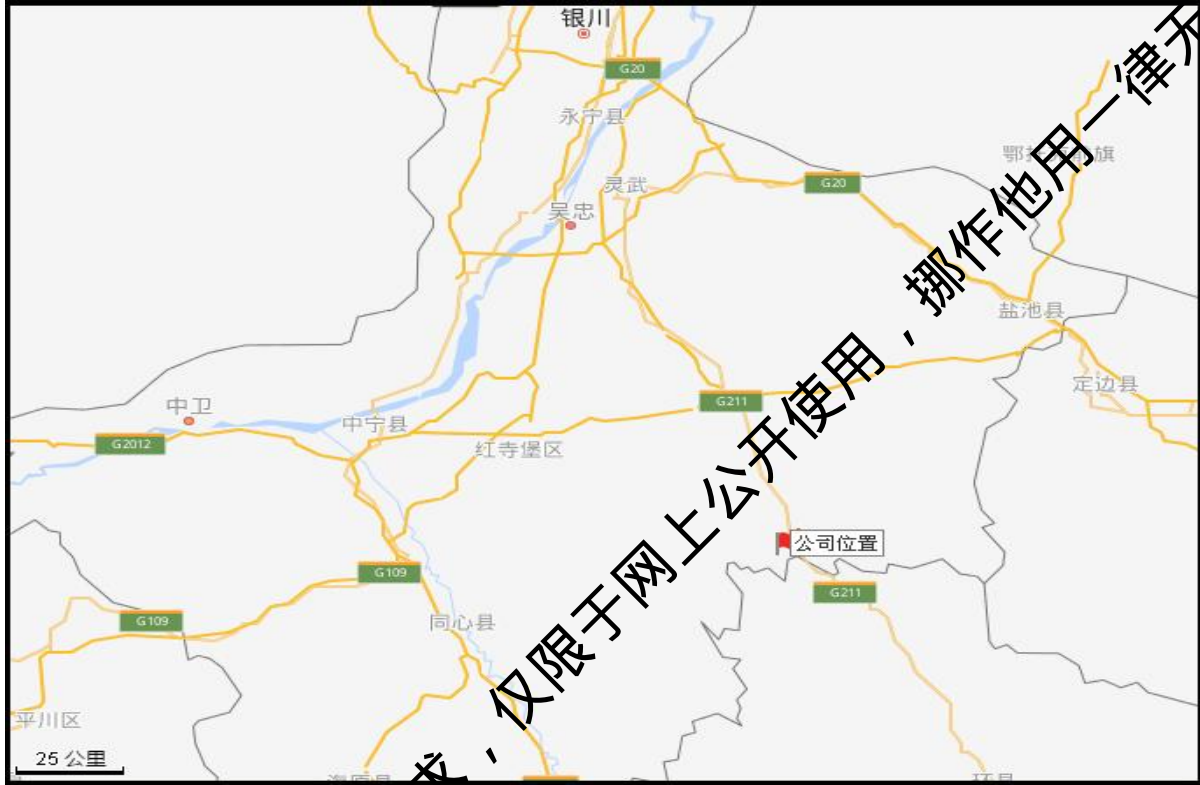 银川
G20
永宁县
灵武
吴忠
G20
盐池县
定边县
G211
中卫
中宁县
G2012
红寺堡区
公司位置
G211
G109
G109
同心县
平川区
25 公里
环县
求，仅限于网上公开使用，挪作他用一律无